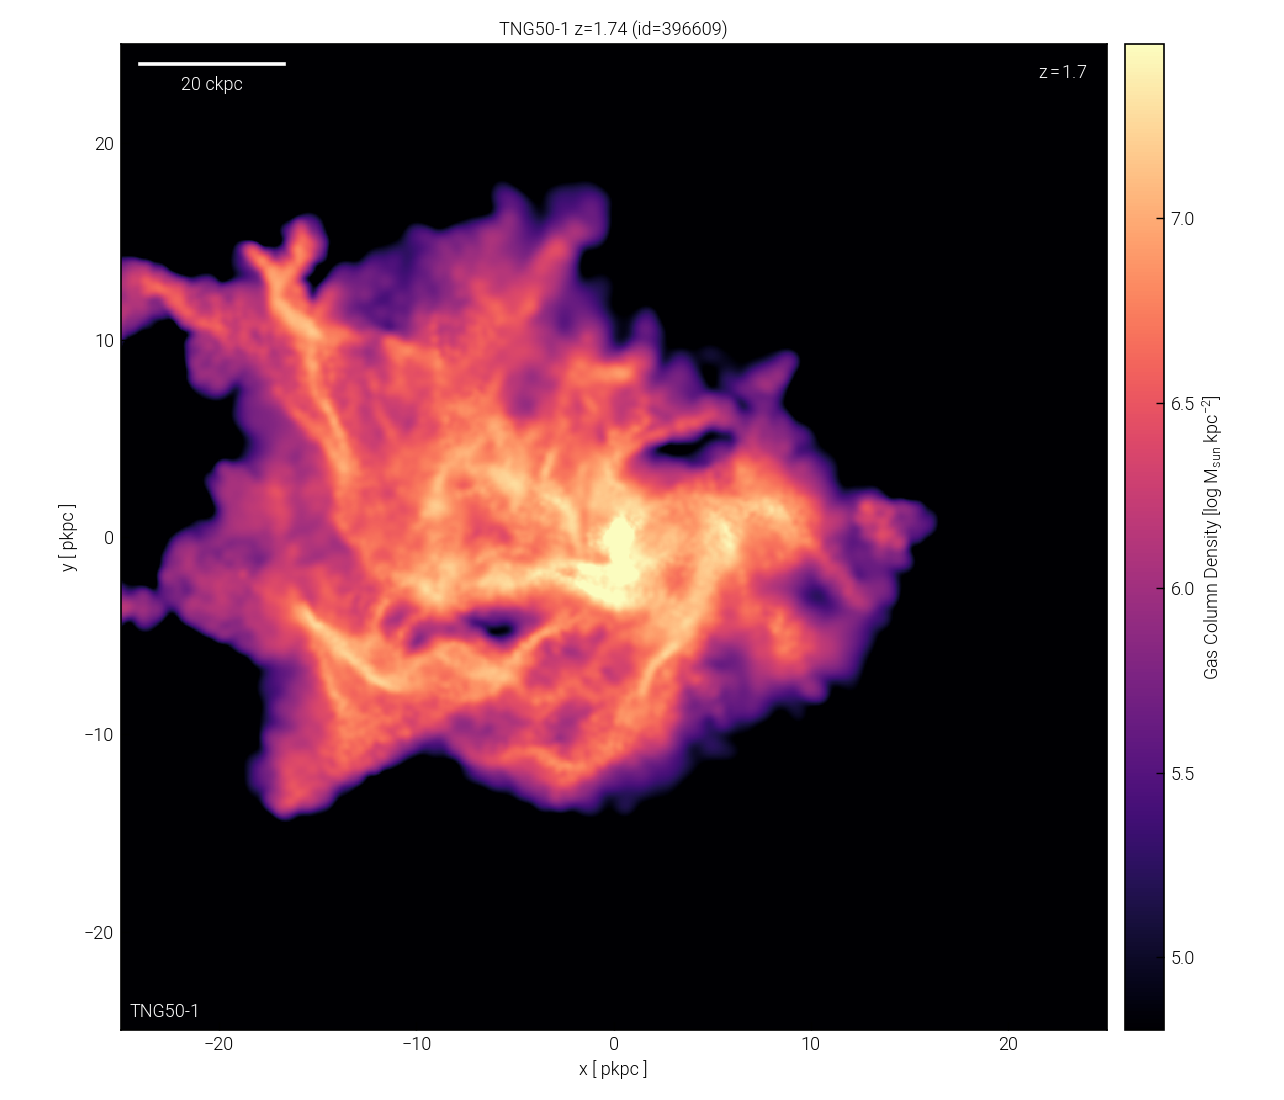 TNG50-1 z=1.74 (id=396609)
20 ckpc
z=1.7
20
10
0
−10
−20
y [ pkpc ]
TNG50-1
−20
−10
0
10
20
x [ pkpc ]
7.0
6.5
6.0
5.5
5.0
Gas Column Density [log M_sun kpc⁻²]